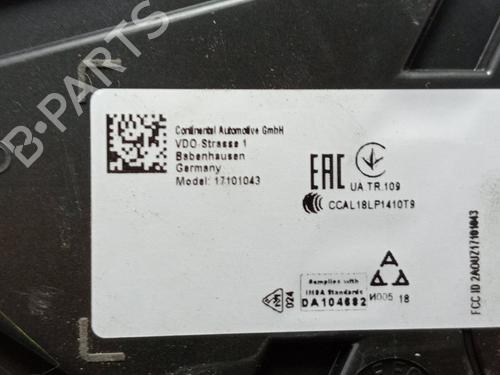 B-PARTS
Continental Automotive GmbH
VDO-Strasse 1
Babenhausen
Germany
Model: 17101043
EAC
UA.TR.109
CCAL18LP1410T9
024
Complies with
IMDA Standards
DA104682
И005 18
FCC ID 2AOUZ17101043